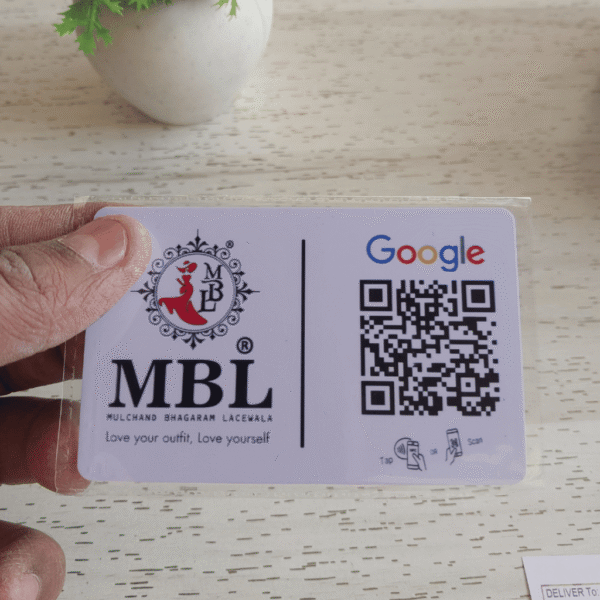 MBL
®
MBL®
MULCHAND BHAGARAM LACEWALA
Love your outfit, Love yourself
Google
Tap or Scan
DELIVER To: